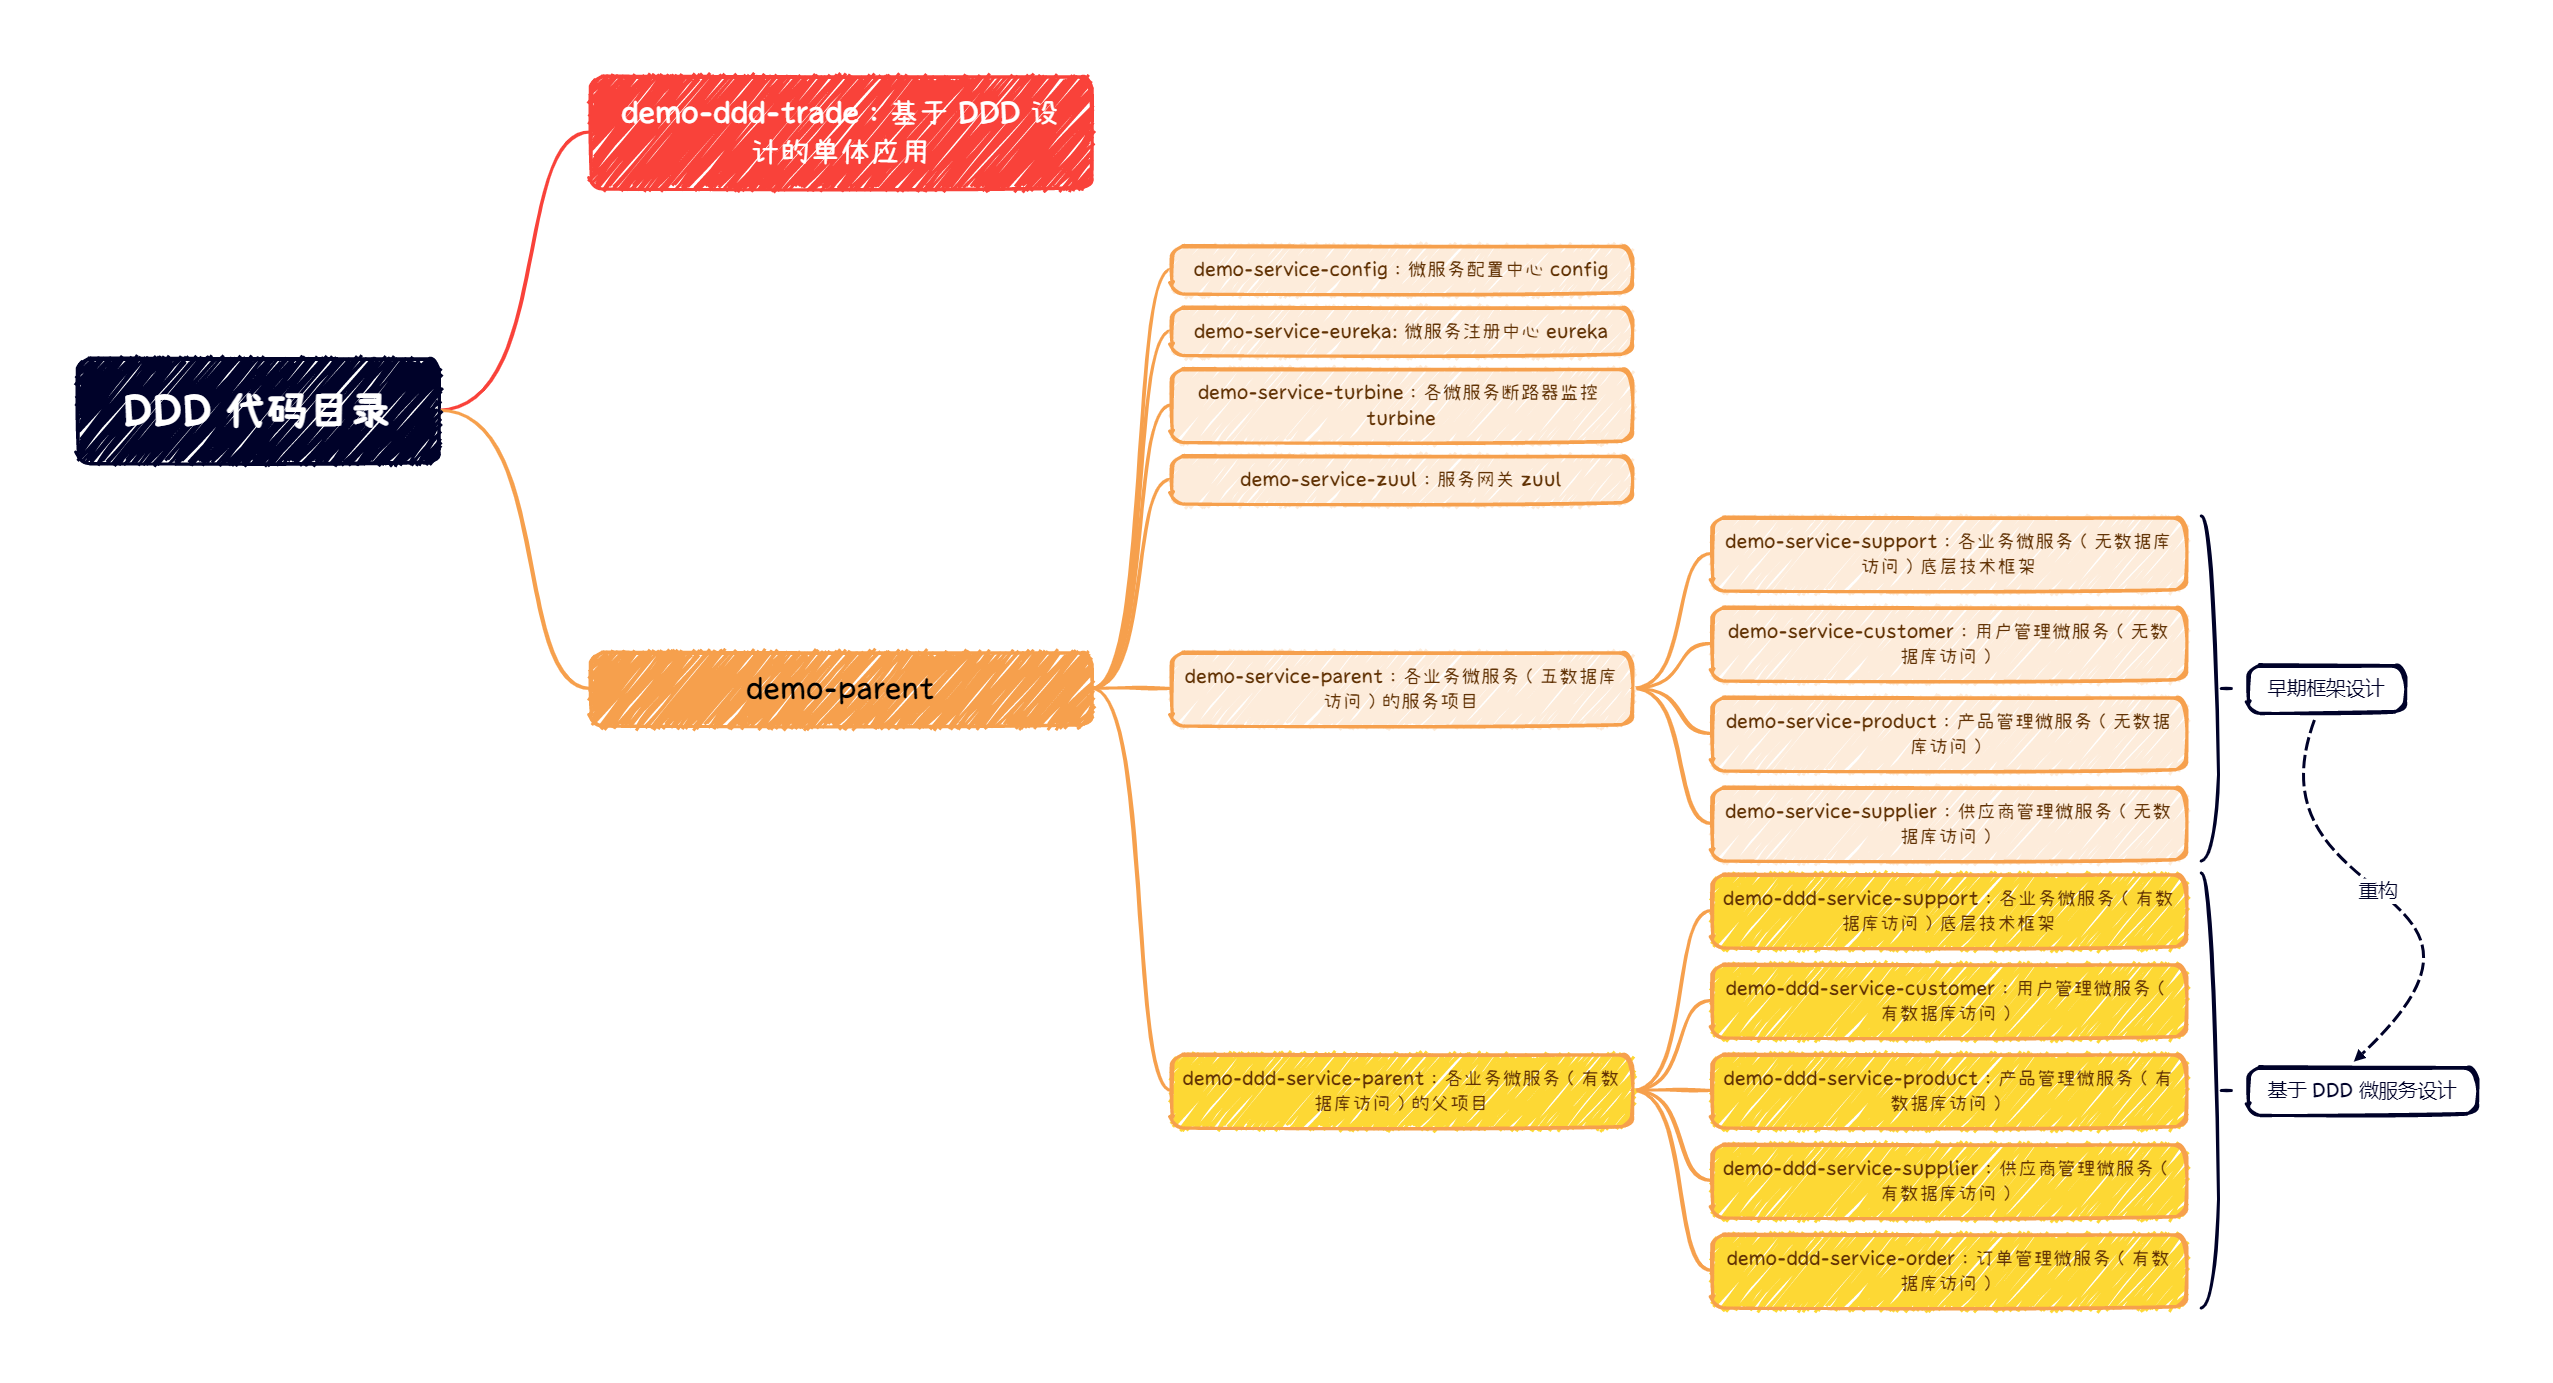 demo-ddd-trade：基于 DDD 设
计的单体应用
DDD 代码目录
demo-parent
demo-service-config：微服务配置中心 config
demo-service-eureka: 微服务注册中心 eureka
demo-service-turbine：各微服务断路器监控
turbine
demo-service-zuul：服务网关 zuul
demo-service-parent：各业务微服务（五数据库
访问）的服务项目
demo-service-support：各业务微服务（无数据库
访问）底层技术框架
demo-service-customer：用户管理微服务（无数
据库访问）
demo-service-product：产品管理微服务（无数据
库访问）
demo-service-supplier：供应商管理微服务（无数
据库访问）
早期框架设计
重构
demo-ddd-service-parent：各业务微服务（有数
据库访问）的父项目
demo-ddd-service-support：各业务微服务（有数
据库访问）底层技术框架
demo-ddd-service-customer：用户管理微服务（
有数据库访问）
demo-ddd-service-product：产品管理微服务（有
数据库访问）
demo-ddd-service-supplier：供应商管理微服务（
有数据库访问）
demo-ddd-service-order：订单管理微服务（有数
据库访问）
基于 DDD 微服务设计